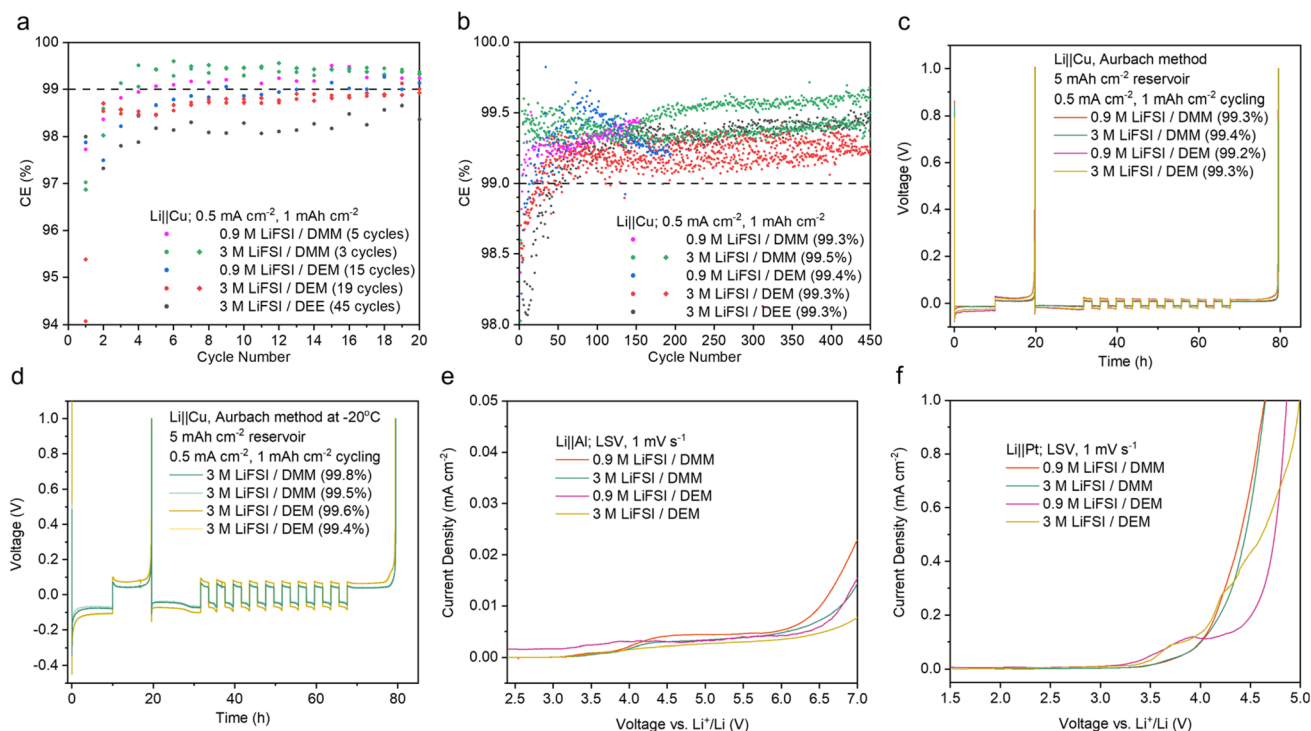 a
CE (%)
100
99
98
97
96
95
94
Li||Cu; 0.5 mA cm⁻², 1 mAh cm⁻²
0.9 M LiFSI / DMM (5 cycles)
3 M LiFSI / DMM (3 cycles)
0.9 M LiFSI / DEM (15 cycles)
3 M LiFSI / DEM (19 cycles)
3 M LiFSI / DEE (45 cycles)
0 2 4 6 8 10 12 14 16 18 20
Cycle Number
b
CE (%)
100.0
99.5
99.0
98.5
98.0
Li||Cu; 0.5 mA cm⁻², 1 mAh cm⁻²
0.9 M LiFSI / DMM (99.3%)
3 M LiFSI / DMM (99.5%)
0.9 M LiFSI / DEM (99.4%)
3 M LiFSI / DEM (99.3%)
3 M LiFSI / DEE (99.3%)
0 50 100 150 200 250 300 350 400 450
Cycle Number
c
Voltage (V)
1.0
0.8
0.6
0.4
0.2
0.0
Li||Cu, Aurbach method
5 mAh cm⁻² reservoir
0.5 mA cm⁻², 1 mAh cm⁻² cycling
0.9 M LiFSI / DMM (99.3%)
3 M LiFSI / DMM (99.4%)
0.9 M LiFSI / DEM (99.2%)
3 M LiFSI / DEM (99.3%)
0 20 40 60 80
Time (h)
d
Voltage (V)
1.0
0.8
0.6
0.4
0.2
0.0
-0.2
-0.4
Li||Cu, Aurbach method at -20°C
5 mAh cm⁻² reservoir
0.5 mA cm⁻², 1 mAh cm⁻² cycling
3 M LiFSI / DMM (99.8%)
3 M LiFSI / DMM (99.5%)
3 M LiFSI / DEM (99.6%)
3 M LiFSI / DEM (99.4%)
0 20 40 60 80
Time (h)
e
Current Density (mA cm⁻²)
0.05
0.04
0.03
0.02
0.01
0.00
Li||Al; LSV, 1 mV s⁻¹
0.9 M LiFSI / DMM
3 M LiFSI / DMM
0.9 M LiFSI / DEM
3 M LiFSI / DEM
2.5 3.0 3.5 4.0 4.5 5.0 5.5 6.0 6.5 7.0
Voltage vs. Li⁺/Li (V)
f
Current Density (mA cm⁻²)
1.0
0.8
0.6
0.4
0.2
0.0
Li||Pt; LSV, 1 mV s⁻¹
0.9 M LiFSI / DMM
3 M LiFSI / DMM
0.9 M LiFSI / DEM
3 M LiFSI / DEM
1.5 2.0 2.5 3.0 3.5 4.0 4.5 5.0
Voltage vs. Li⁺/Li (V)